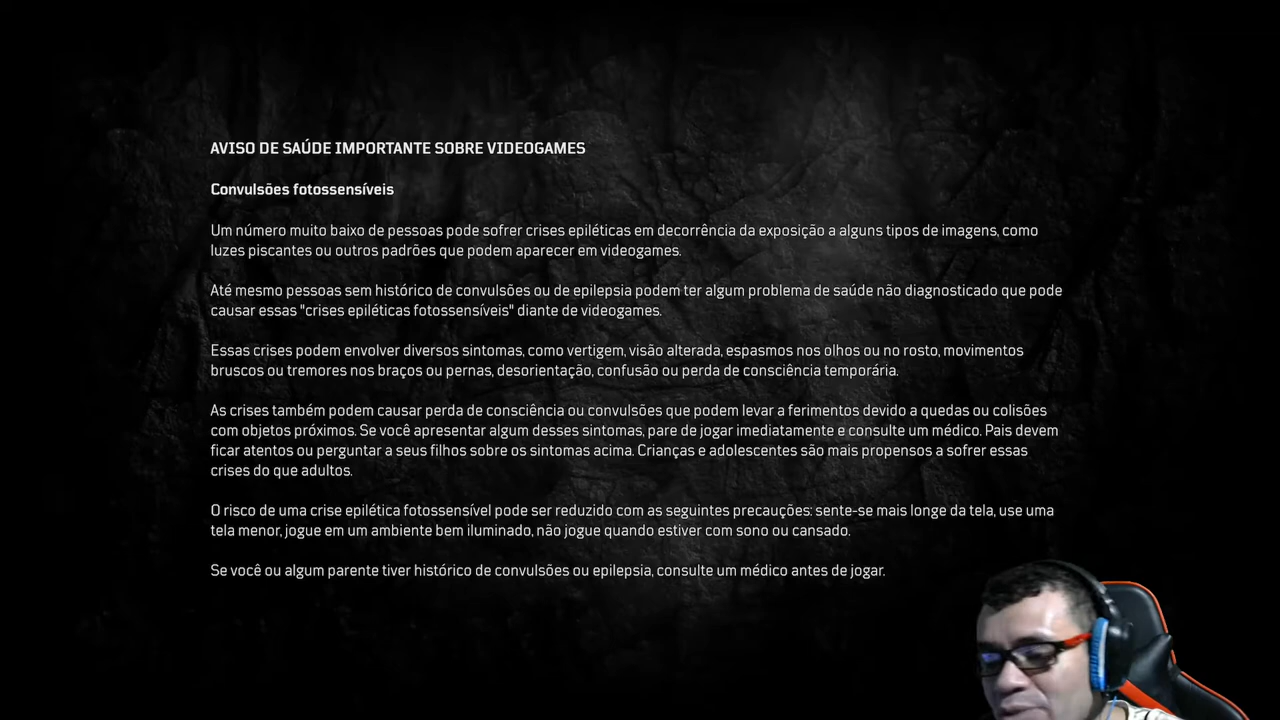 AVISO DE SAÚDE IMPORTANTE SOBRE VIDEOGAMES
Convulsões fotossensíveis
Um número muito baixo de pessoas pode sofrer crises epiléticas em decorrência da exposição a alguns tipos de imagens, como
luzes piscantes ou outros padrões que podem aparecer em videogames.
Até mesmo pessoas sem histórico de convulsões ou de epilepsia podem ter algum problema de saúde não diagnosticado que pode
causar essas "crises epiléticas fotossensíveis" diante de videogames.
Essas crises podem envolver diversos sintomas, como vertigem, visão alterada, espasmos nos olhos ou no rosto, movimentos
bruscos ou tremores nos braços ou pernas, desorientação, confusão ou perda de consciência temporária.
As crises também podem causar perda de consciência ou convulsões que podem levar a ferimentos devido a quedas ou colisões
com objetos próximos. Se você apresentar algum desses sintomas, pare de jogar imediatamente e consulte um médico. Pais devem
ficar atentos ou perguntar a seus filhos sobre os sintomas acima. Crianças e adolescentes são mais propensos a sofrer essas
crises do que adultos.
O risco de uma crise epilética fotossensível pode ser reduzido com as seguintes precauções: sente-se mais longe da tela, use uma
tela menor, jogue em um ambiente bem iluminado, não jogue quando estiver com sono ou cansado.
Se você ou algum parente tiver histórico de convulsões ou epilepsia, consulte um médico antes de jogar.